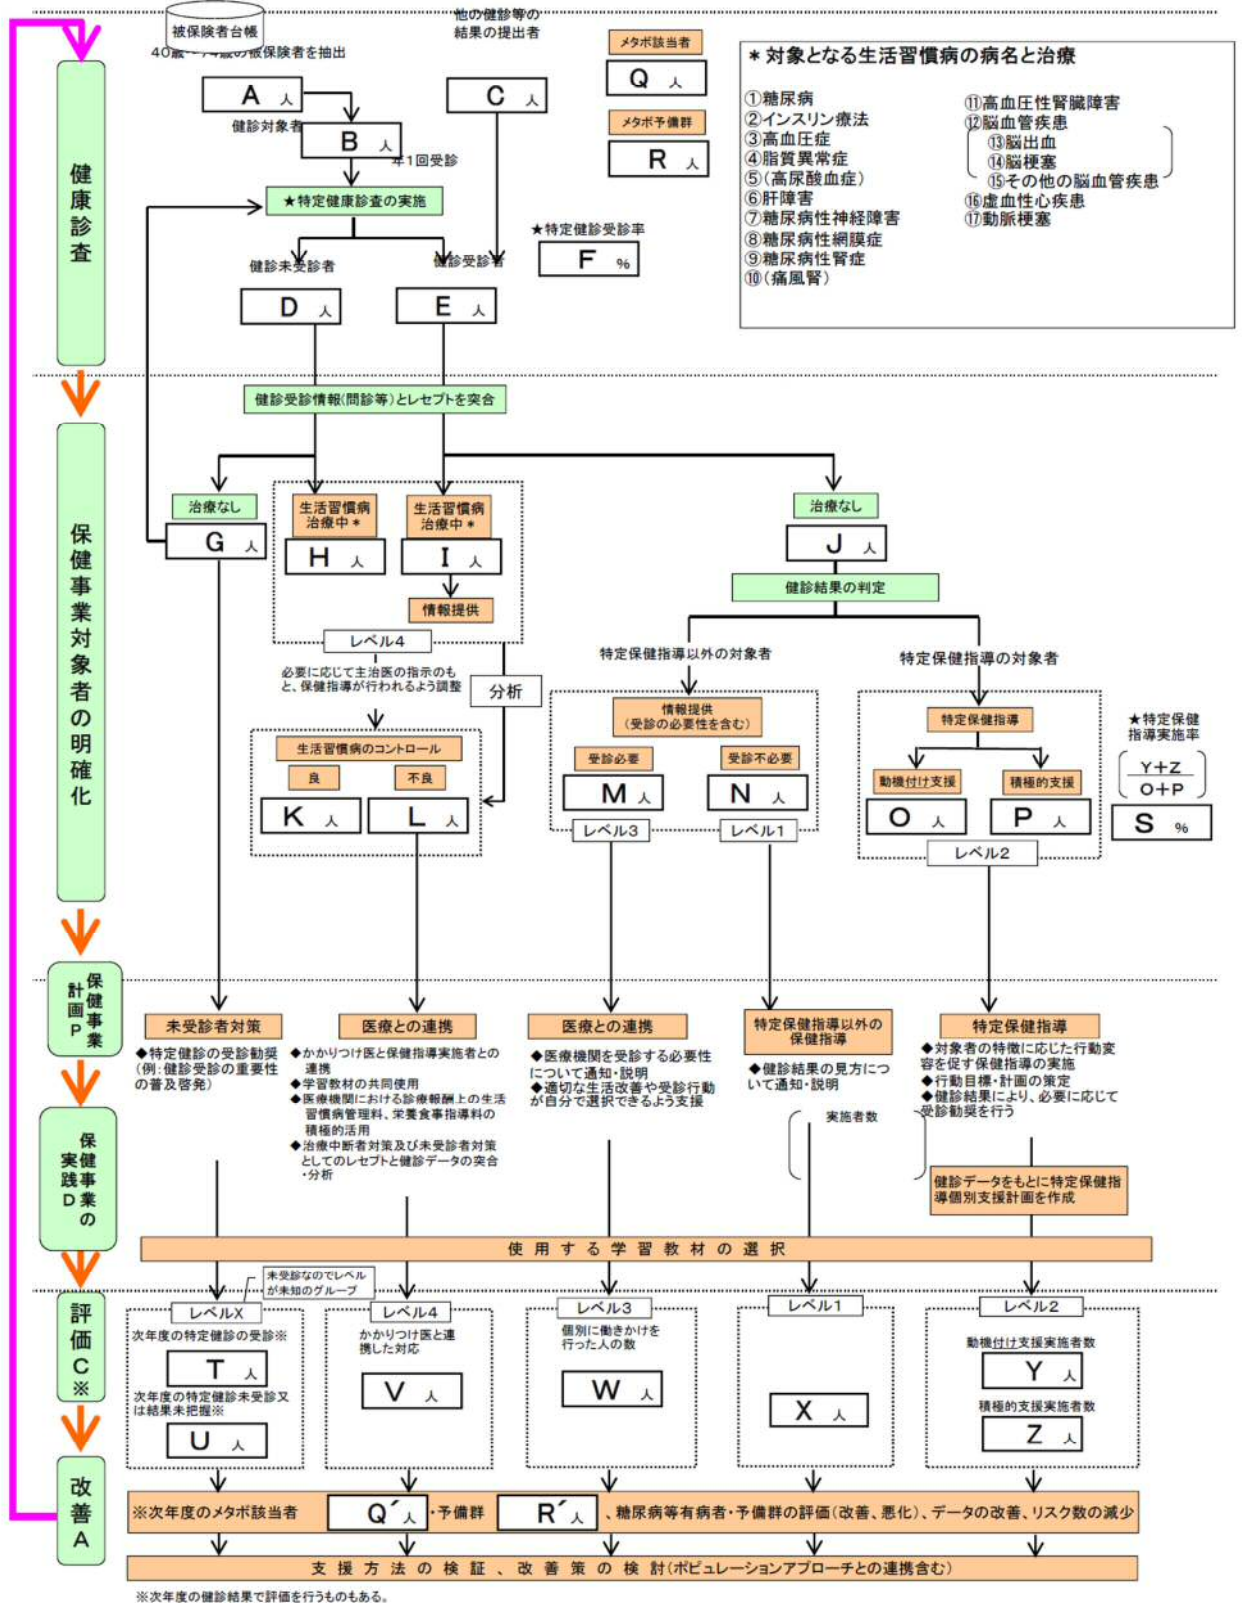 被保険者台帳
40歳～74歳の被保険者を抽出
A 人
健診対象者
B 人
年1回受診
他の健診等の
結果の提出者
C 人
メタボ該当者
Q 人
メタボ予備群
R 人
＊対象となる生活習慣病の病名と治療
①糖尿病
②インスリン療法
③高血圧症
④脂質異常症
⑤(高尿酸血症)
⑥肝障害
⑦糖尿病性神経障害
⑧糖尿病性網膜症
⑨糖尿病性腎症
⑩(痛風腎)
⑪高血圧性腎臓障害
⑫脳血管疾患
⑬脳出血
⑭脳梗塞
⑮その他の脳血管疾患
⑯虚血性心疾患
⑰動脈梗塞
健康診査
★特定健康診査の実施
健診未受診者
D 人
健診受診者
E 人
★特定健診受診率
F %
保健事業対象者の明確化
健診受診情報(問診等)とレセプトを突合
治療なし
G 人
生活習慣病
治療中＊
H 人
生活習慣病
治療中＊
I 人
情報提供
レベル4
治療なし
J 人
健診結果の判定
必要に応じて主治医の指示のも
と、保健指導が行われるよう調整
分析
生活習慣病のコントロール
良
不良
K 人
L 人
特定保健指導以外の対象者
情報提供
(受診の必要性を含む)
受診必要
受診不必要
M 人
N 人
レベル3
レベル1
特定保健指導の対象者
特定保健指導
動機付け支援
積極的支援
O 人
P 人
レベル2
★特定保健
指導実施率
Y+Z
O+P
S %
保健事業
計画P
未受診者対策
◆特定健診の受診勧奨
(例:健診受診の重要性
の普及啓発)
医療との連携
◆かかりつけ医と保健指導実施者との
連携
◆学習教材の共同使用
◆医療機関における診療報酬上の生活
習慣病管理料、栄養食事指導料の
積極的活用
◆治療中断者対策及び未受診者対策
としてのレセプトと健診データの突合
・分析
医療との連携
◆医療機関を受診する必要性
について通知・説明
◆適切な生活改善や受診行動
が自分で選択できるよう支援
特定保健指導以外の
保健指導
◆健診結果の見方につ
いて通知・説明
実施者数
特定保健指導
◆対象者の特徴に応じた行動変
容を促す保健指導の実施
◆行動目標・計画の策定
◆健診結果により、必要に応じて
受診勧奨を行う
健診データをもとに特定保健指
導個別支援計画を作成
保健事業の
実践D
使用する学習教材の選択
評価C※
未受診なのでレベル
が未知のグループ
レベルX
次年度の特定健診の受診※
T 人
次年度の特定健診未受診又
は結果未把握※
U 人
レベル4
かかりつけ医と連
携した対応
V 人
レベル3
個別に働きかけを
行った人の数
W 人
レベル1
X 人
レベル2
動機付け支援実施者数
Y 人
積極的支援実施者数
Z 人
改善A
※次年度のメタボ該当者 Q´人 ・予備群 R´人 、糖尿病等有病者・予備群の評価(改善、悪化)、データの改善、リスク数の減少
支援方法の検証、改善策の検討(ポピュレーションアプローチとの連携含む)
※次年度の健診結果で評価を行うものもある。